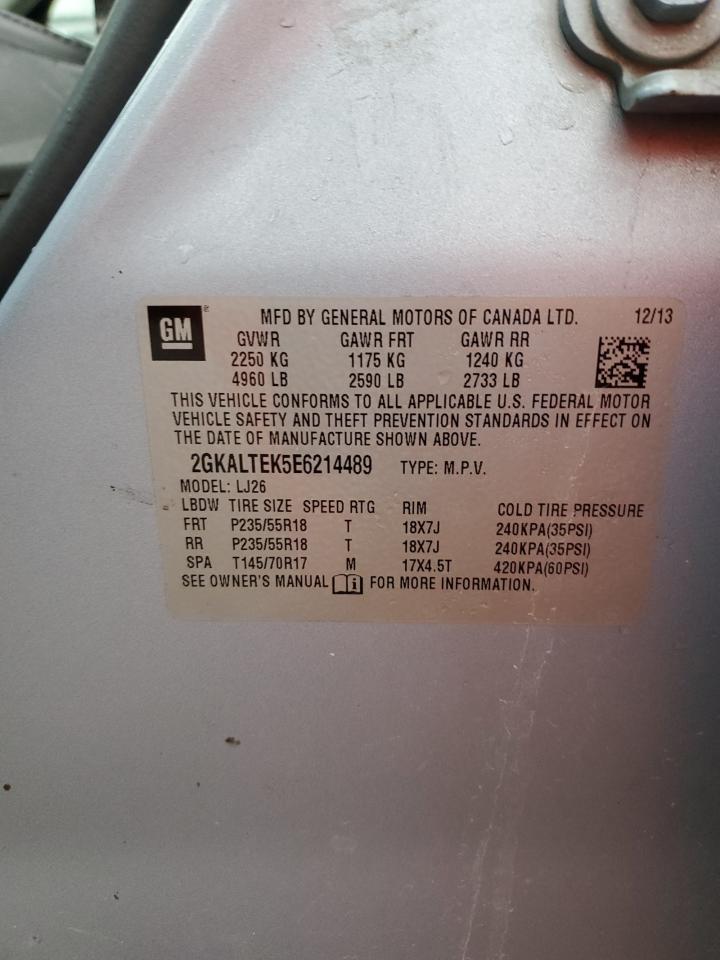 GM ®
MFD BY GENERAL MOTORS OF CANADA LTD. 12/13
GVWR GAWR FRT GAWR RR
2250 KG 1175 KG 1240 KG
4960 LB 2590 LB 2733 LB
THIS VEHICLE CONFORMS TO ALL APPLICABLE U.S. FEDERAL MOTOR
VEHICLE SAFETY AND THEFT PREVENTION STANDARDS IN EFFECT ON
THE DATE OF MANUFACTURE SHOWN ABOVE.
2GKALTEK5E6214489 TYPE: M.P.V.
MODEL: LJ26
LBDW TIRE SIZE SPEED RTG RIM COLD TIRE PRESSURE
FRT P235/55R18 T 18X7J 240KPA(35PSI)
RR P235/55R18 T 18X7J 240KPA(35PSI)
SPA T145/70R17 M 17X4.5T 420KPA(60PSI)
SEE OWNER'S MANUAL i FOR MORE INFORMATION.